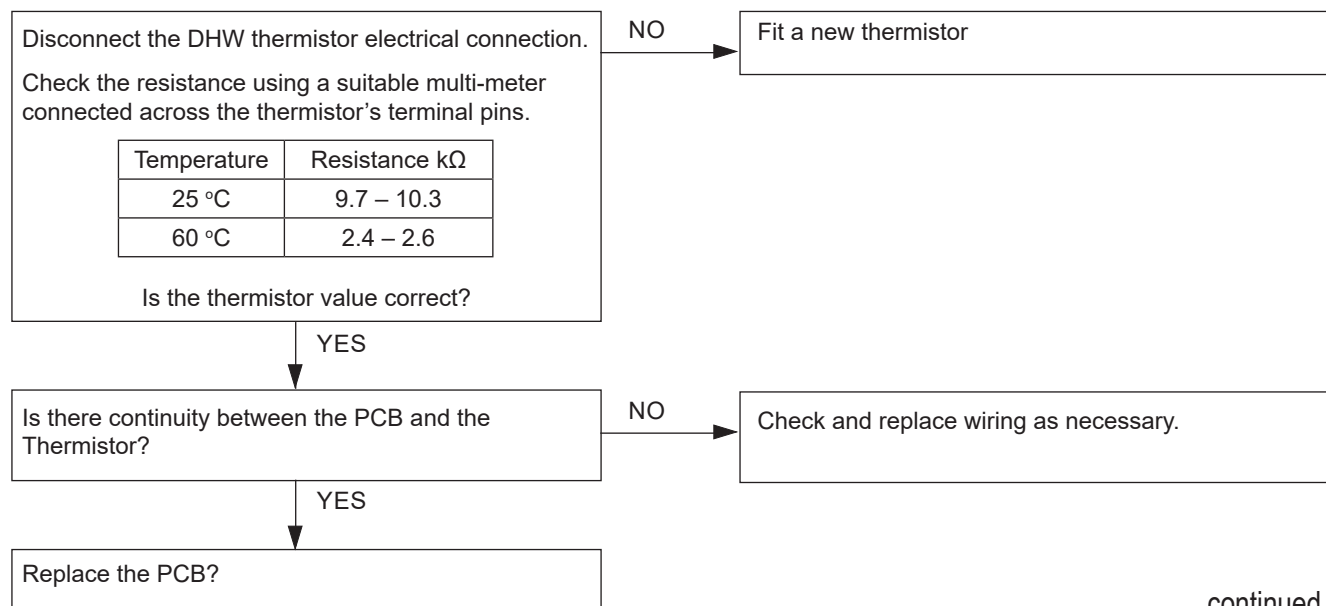 Disconnect the DHW thermistor electrical connection.
Check the resistance using a suitable multi-meter
connected across the thermistor's terminal pins.
Temperature Resistance kΩ
25 ºC 9.7 – 10.3
60 ºC 2.4 – 2.6
Is the thermistor value correct?
NO
Fit a new thermistor
YES
Is there continuity between the PCB and the
Thermistor?
NO
Check and replace wiring as necessary.
YES
Replace the PCB?
continued